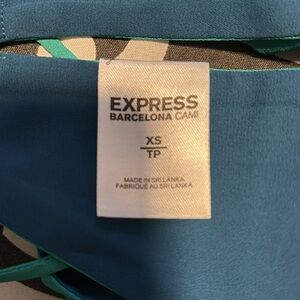 EXPRESS
BARCELONA CAMI
XS
TP
MADE IN SRI LANKA
FABRIQUÉ AU SRI LANKA